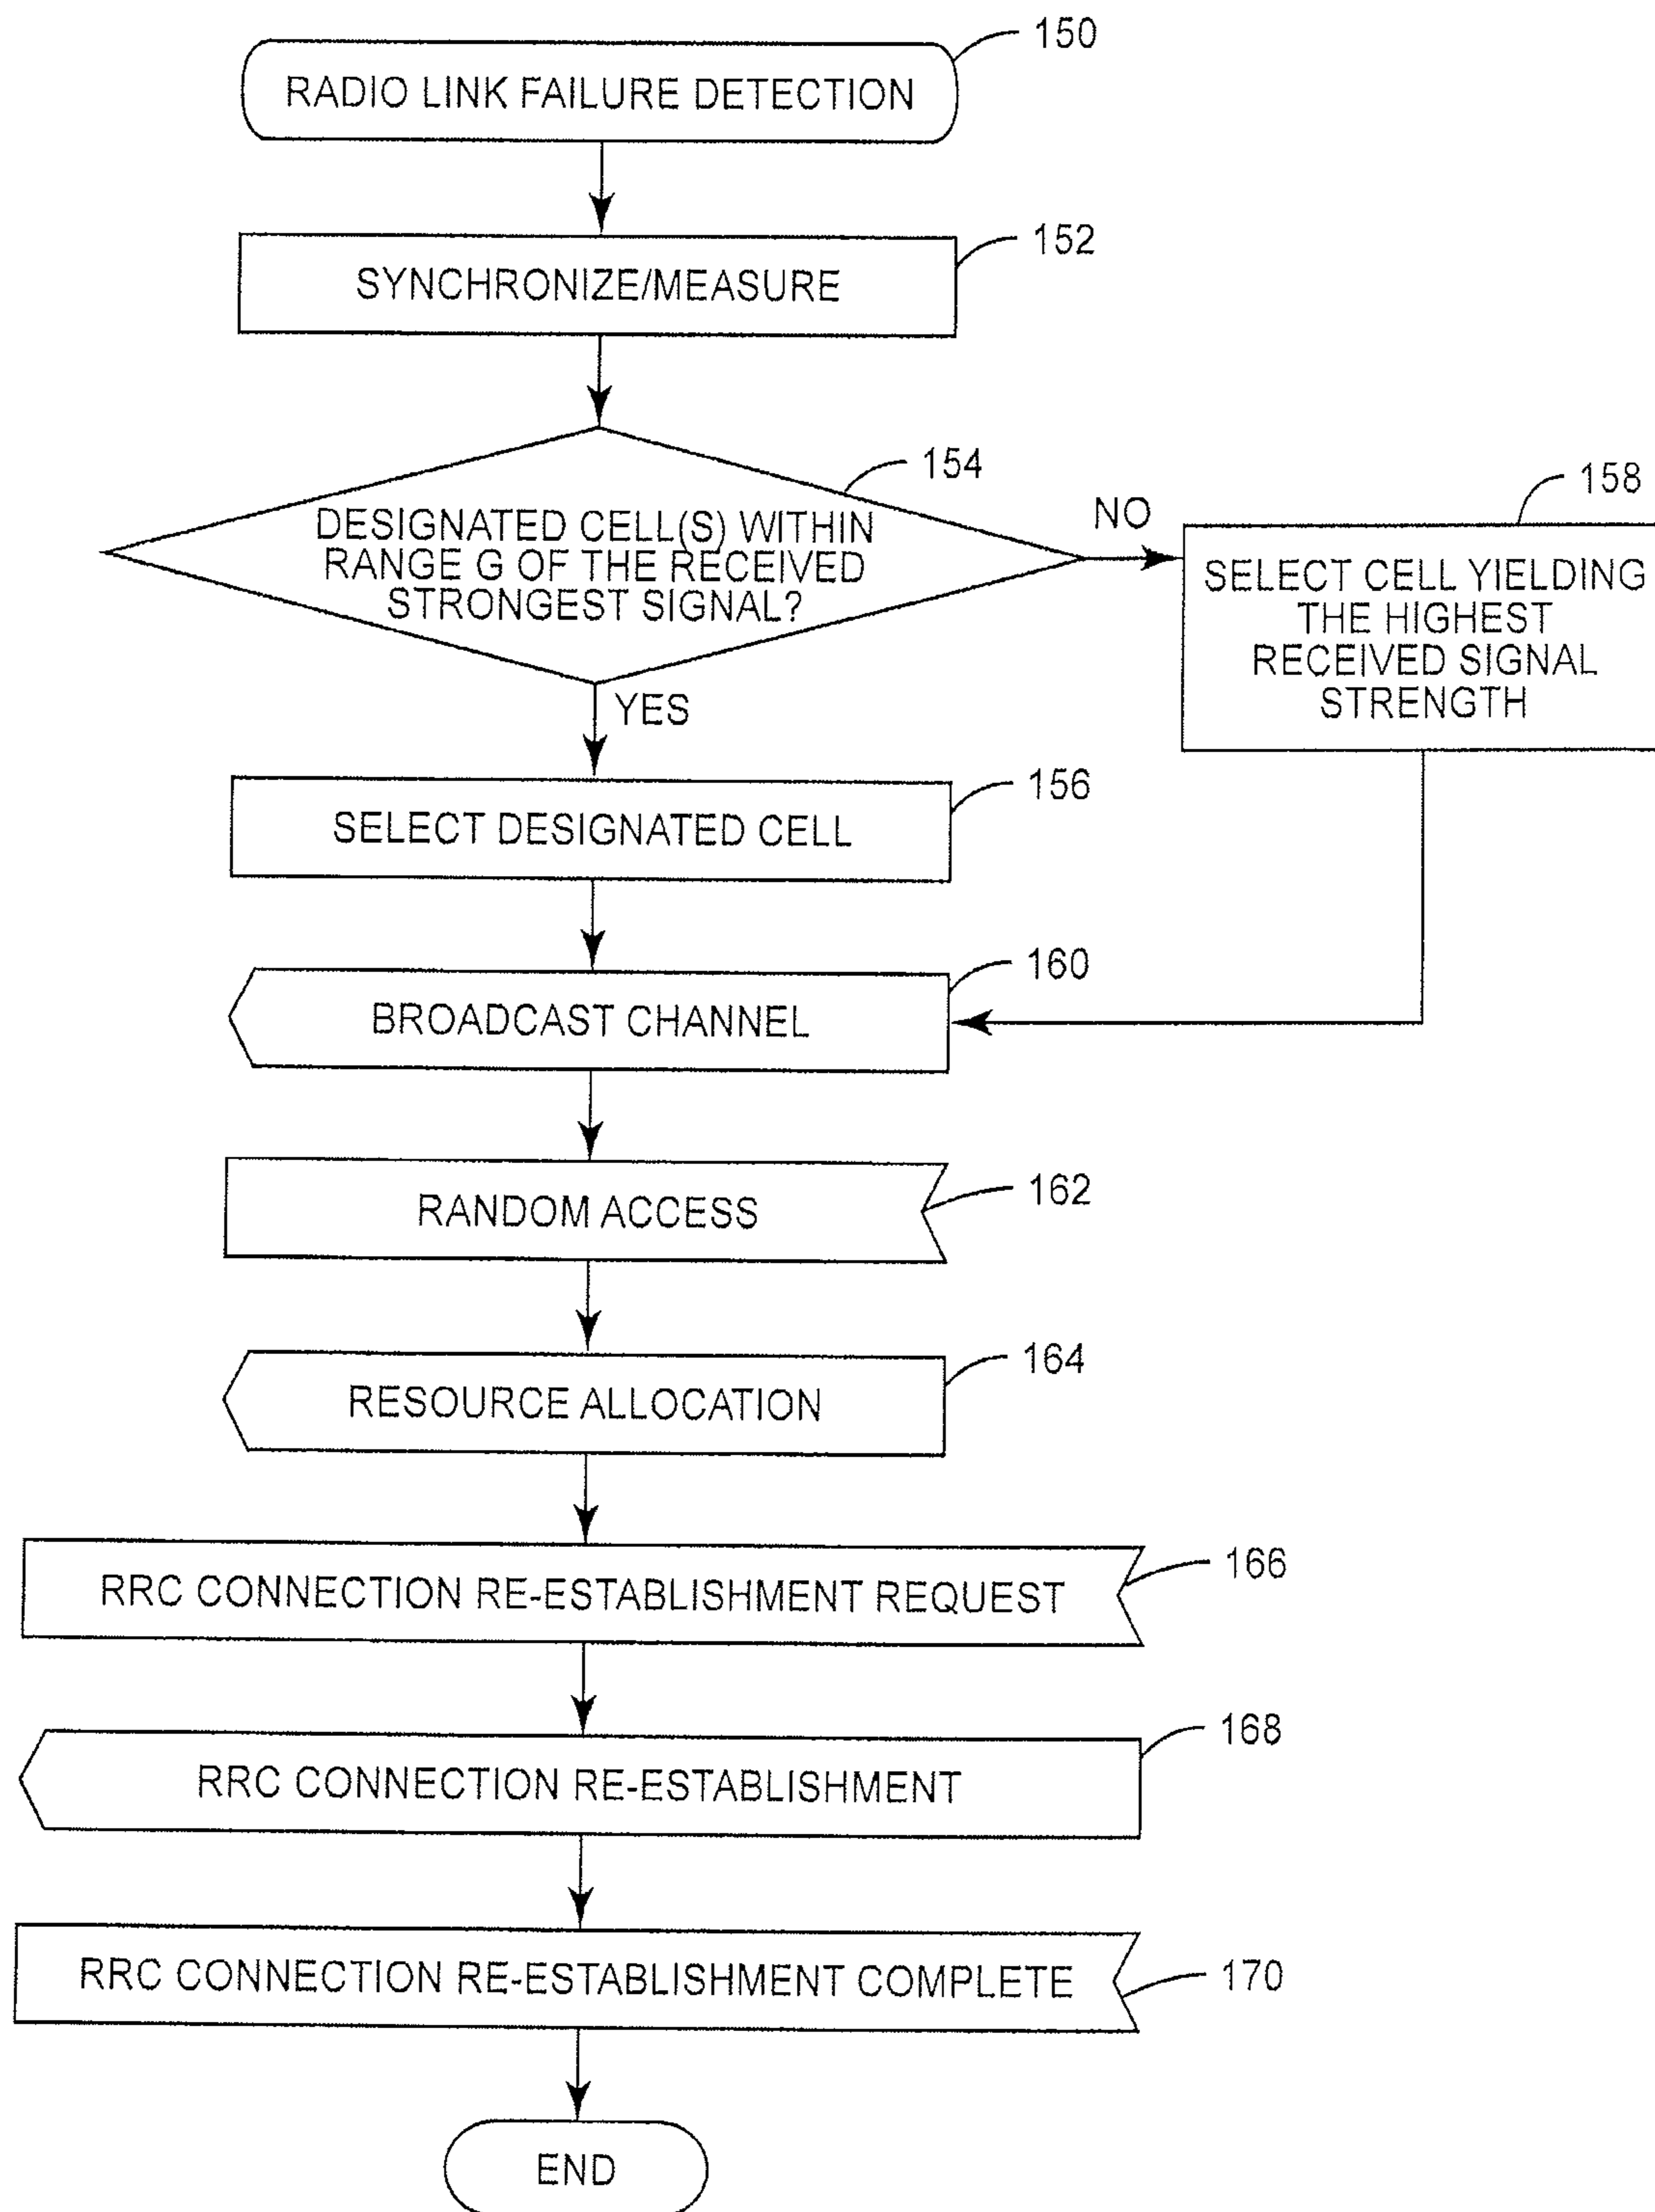 150
RADIO LINK FAILURE DETECTION
152
SYNCHRONIZE/MEASURE
154
DESIGNATED CELL(S) WITHIN
RANGE G OF THE RECEIVED
STRONGEST SIGNAL?
NO
158
SELECT CELL YIELDING
THE HIGHEST
RECEIVED SIGNAL
STRENGTH
YES
156
SELECT DESIGNATED CELL
160
BROADCAST CHANNEL
162
RANDOM ACCESS
164
RESOURCE ALLOCATION
166
RRC CONNECTION RE-ESTABLISHMENT REQUEST
168
RRC CONNECTION RE-ESTABLISHMENT
170
RRC CONNECTION RE-ESTABLISHMENT COMPLETE
END